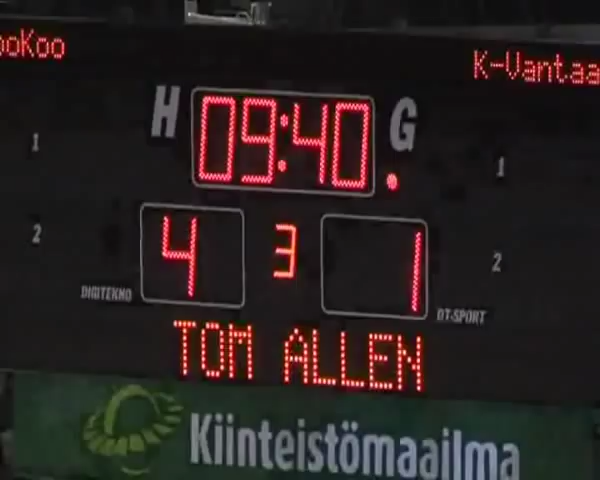 ooKoo K-Vantaa
H 09:40 G
1 1
4 3 1
2 2
DIGITEKNO DT-SPORT
TOM ALLEN
Kiinteistömaailma